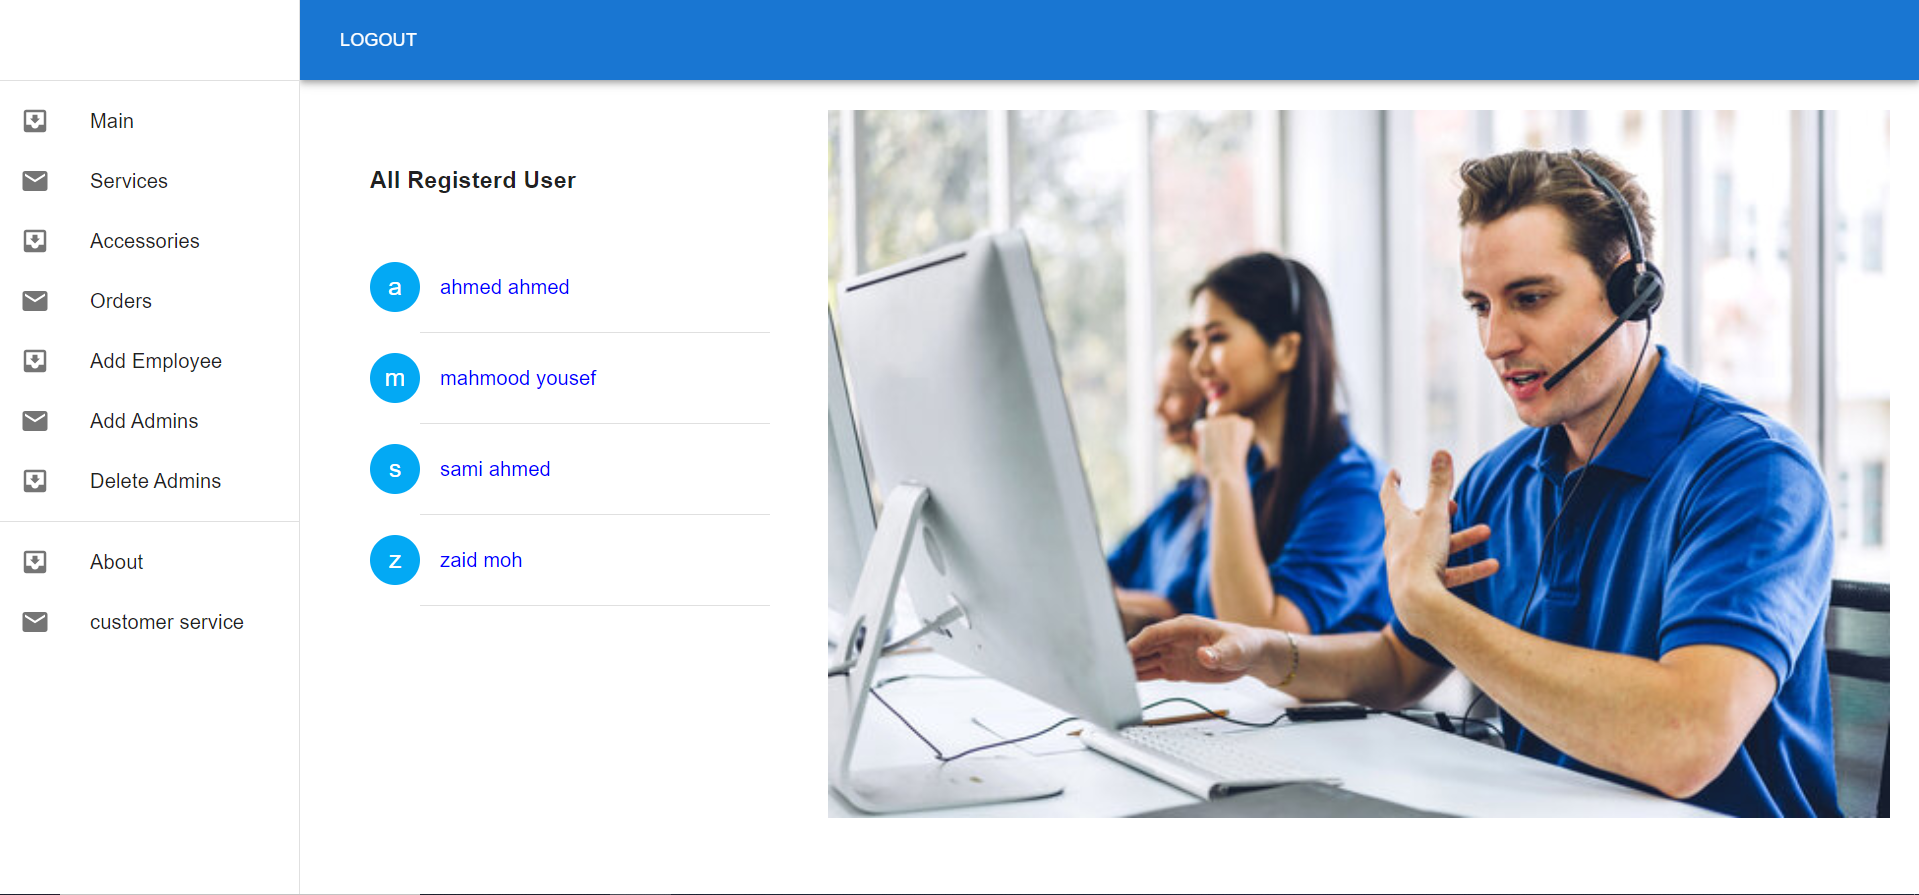 LOGOUT
Main
Services
Accessories
Orders
Add Employee
Add Admins
Delete Admins
About
customer service
All Registerd User
a
ahmed ahmed
m
mahmood yousef
s
sami ahmed
z
zaid moh